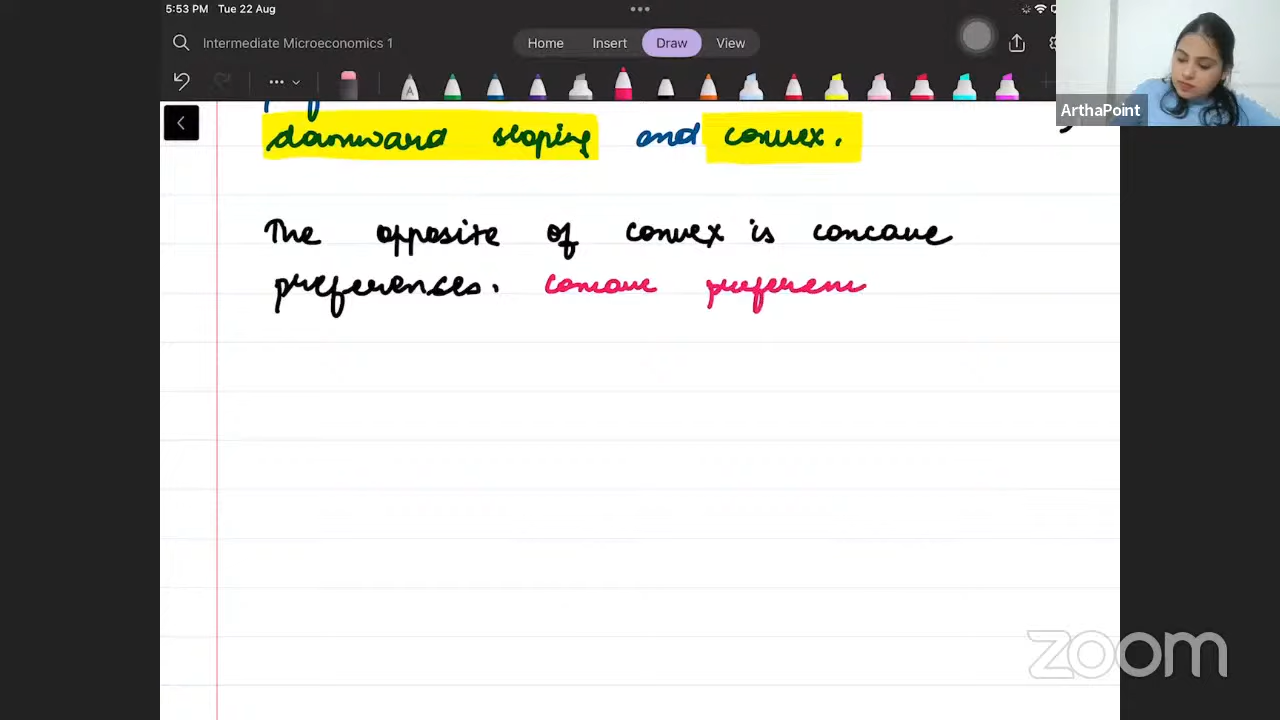 5:53 PM Tue 22 Aug
Intermediate Microeconomics 1
Home Insert Draw View
A
ArthaPoint
downward sloping and convex.
The opposite of convex is concave
preferences. concave preferenc
zoom